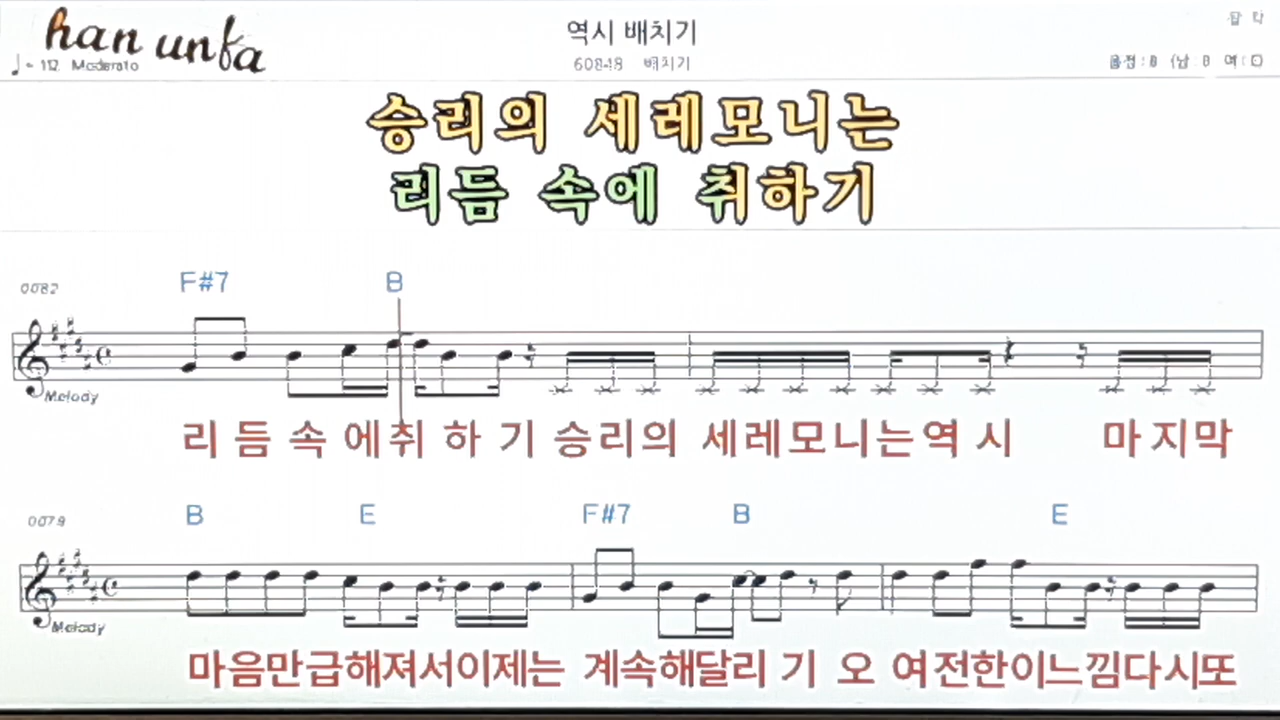 han unfa
역시 배치기
팝 악
♩= 112 Moderato
60848 배치기
승리의 세레모니는
리듬 속에 취하기
0082
F#7 B
Melody
리 듬 속 에 취 하 기 승리의 세레모니는역 시 마지막
0079
B E F#7 B E
Melody
마음만급해져서이제는 계속해달리 기 오 여전한이느낌다시또